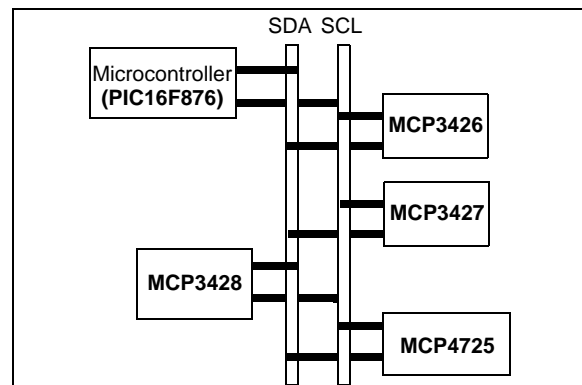 SDA SCL
Microcontroller
(PIC16F876)
MCP3426
MCP3427
MCP3428
MCP4725